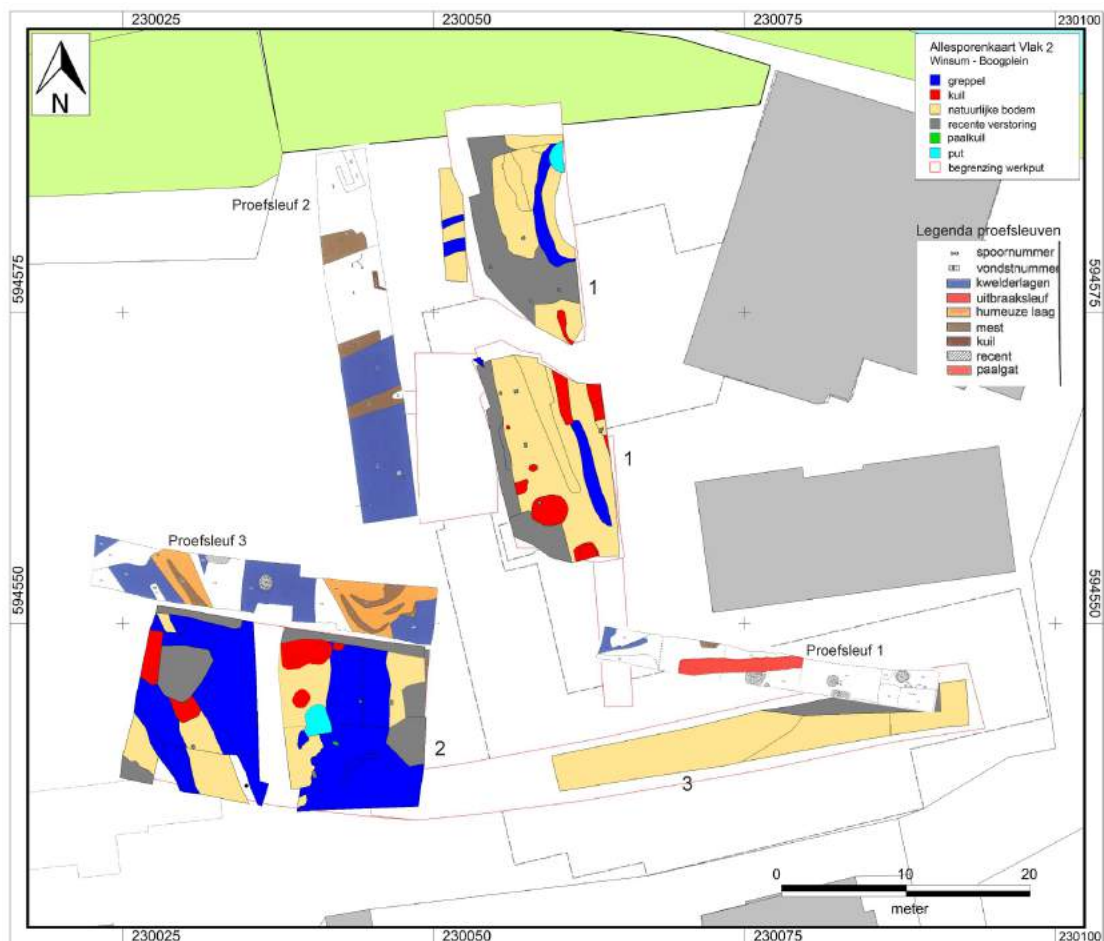 230025
230050
230075
230100
N
Allesporenkaart Vlak 2
Winsum - Boogplein
greppel
kuil
natuurlijke bodem
recente verstoring
paalkuil
put
begrenzing werkput
Proefsleuf 2
Legenda proefsleuven
spoornummer
vondstnummer
kwelderlagen
uitbraaksleuf
humeuze laag
mest
kuil
recent
paalgat
594575
594575
1
1
Proefsleuf 3
594550
594550
Proefsleuf 1
2
3
0
10
20
meter
230025
230050
230075
230100